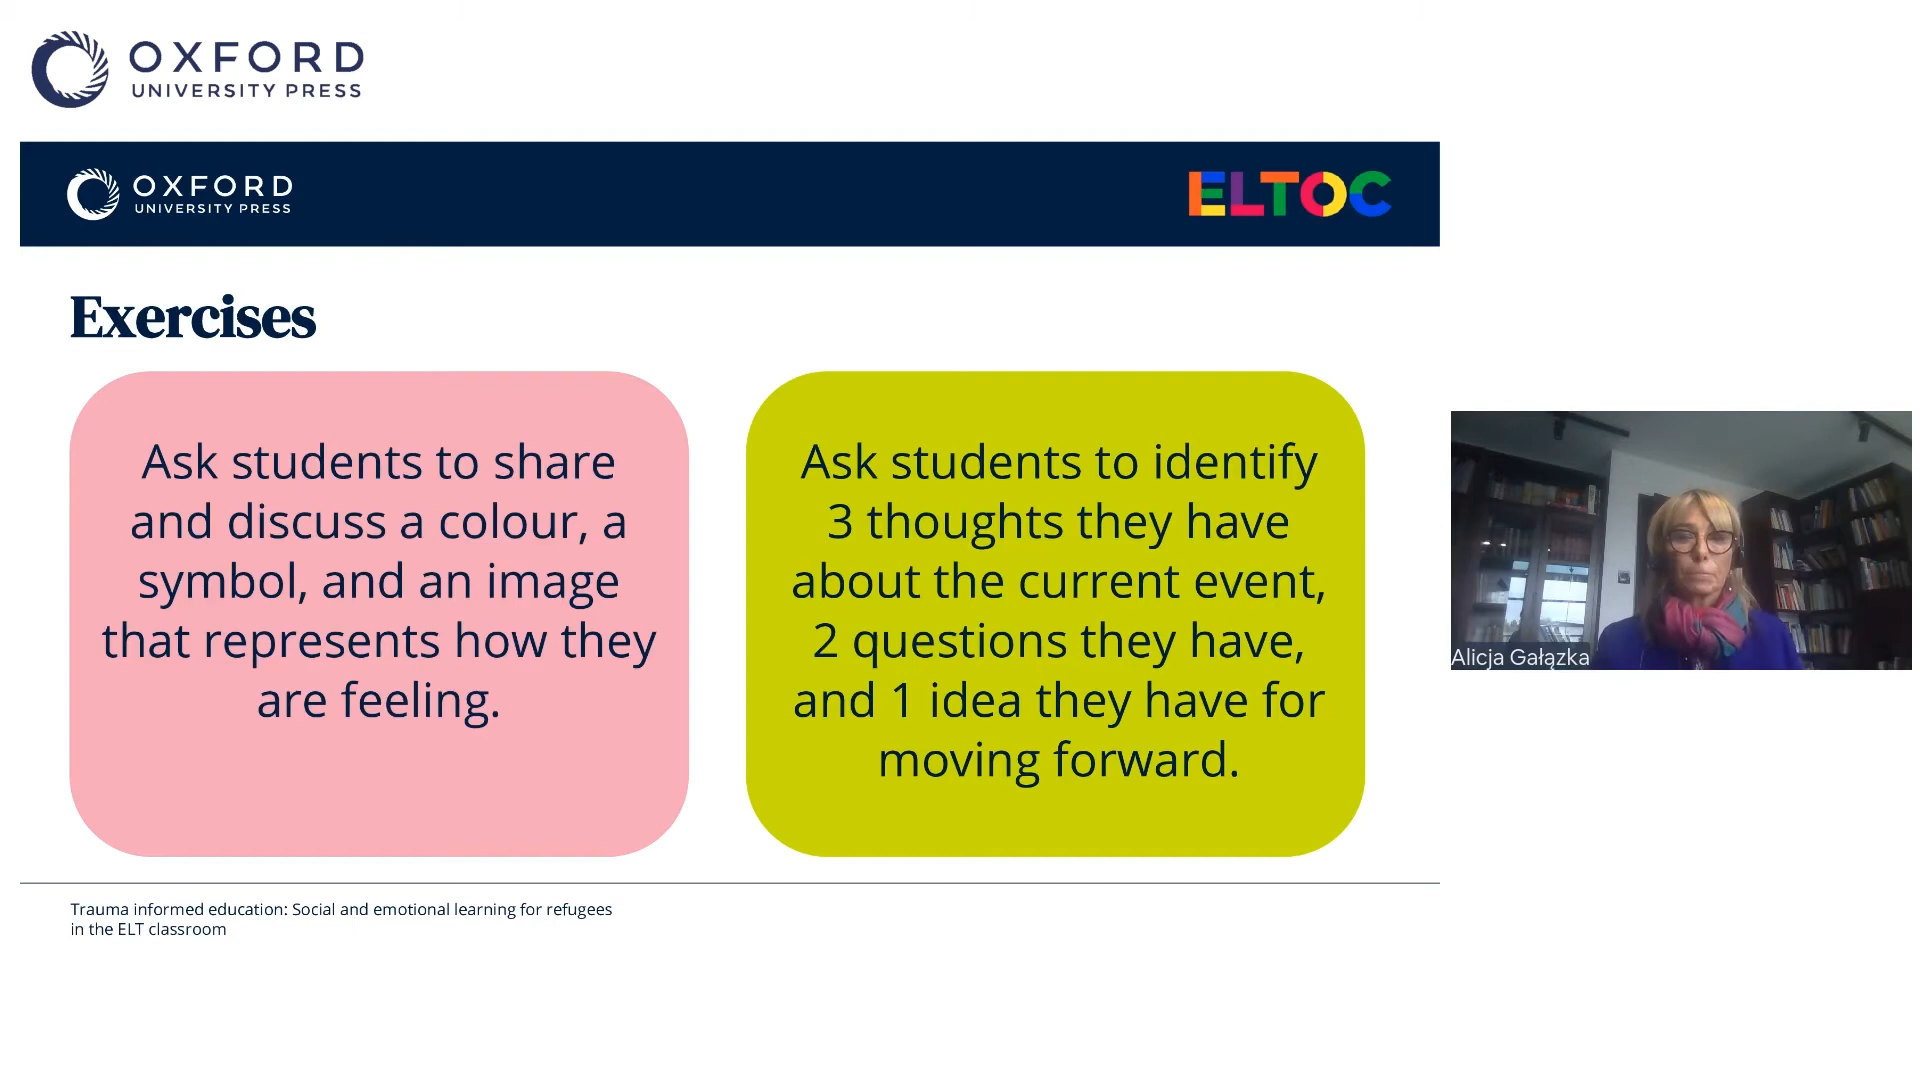 OXFORD
UNIVERSITY PRESS
OXFORD
UNIVERSITY PRESS
ELTOC
Exercises
Ask students to share
and discuss a colour, a
symbol, and an image
that represents how they
are feeling.
Ask students to identify
3 thoughts they have
about the current event,
2 questions they have,
and 1 idea they have for
moving forward.
Alicja Gałązka
Trauma informed education: Social and emotional learning for refugees
in the ELT classroom